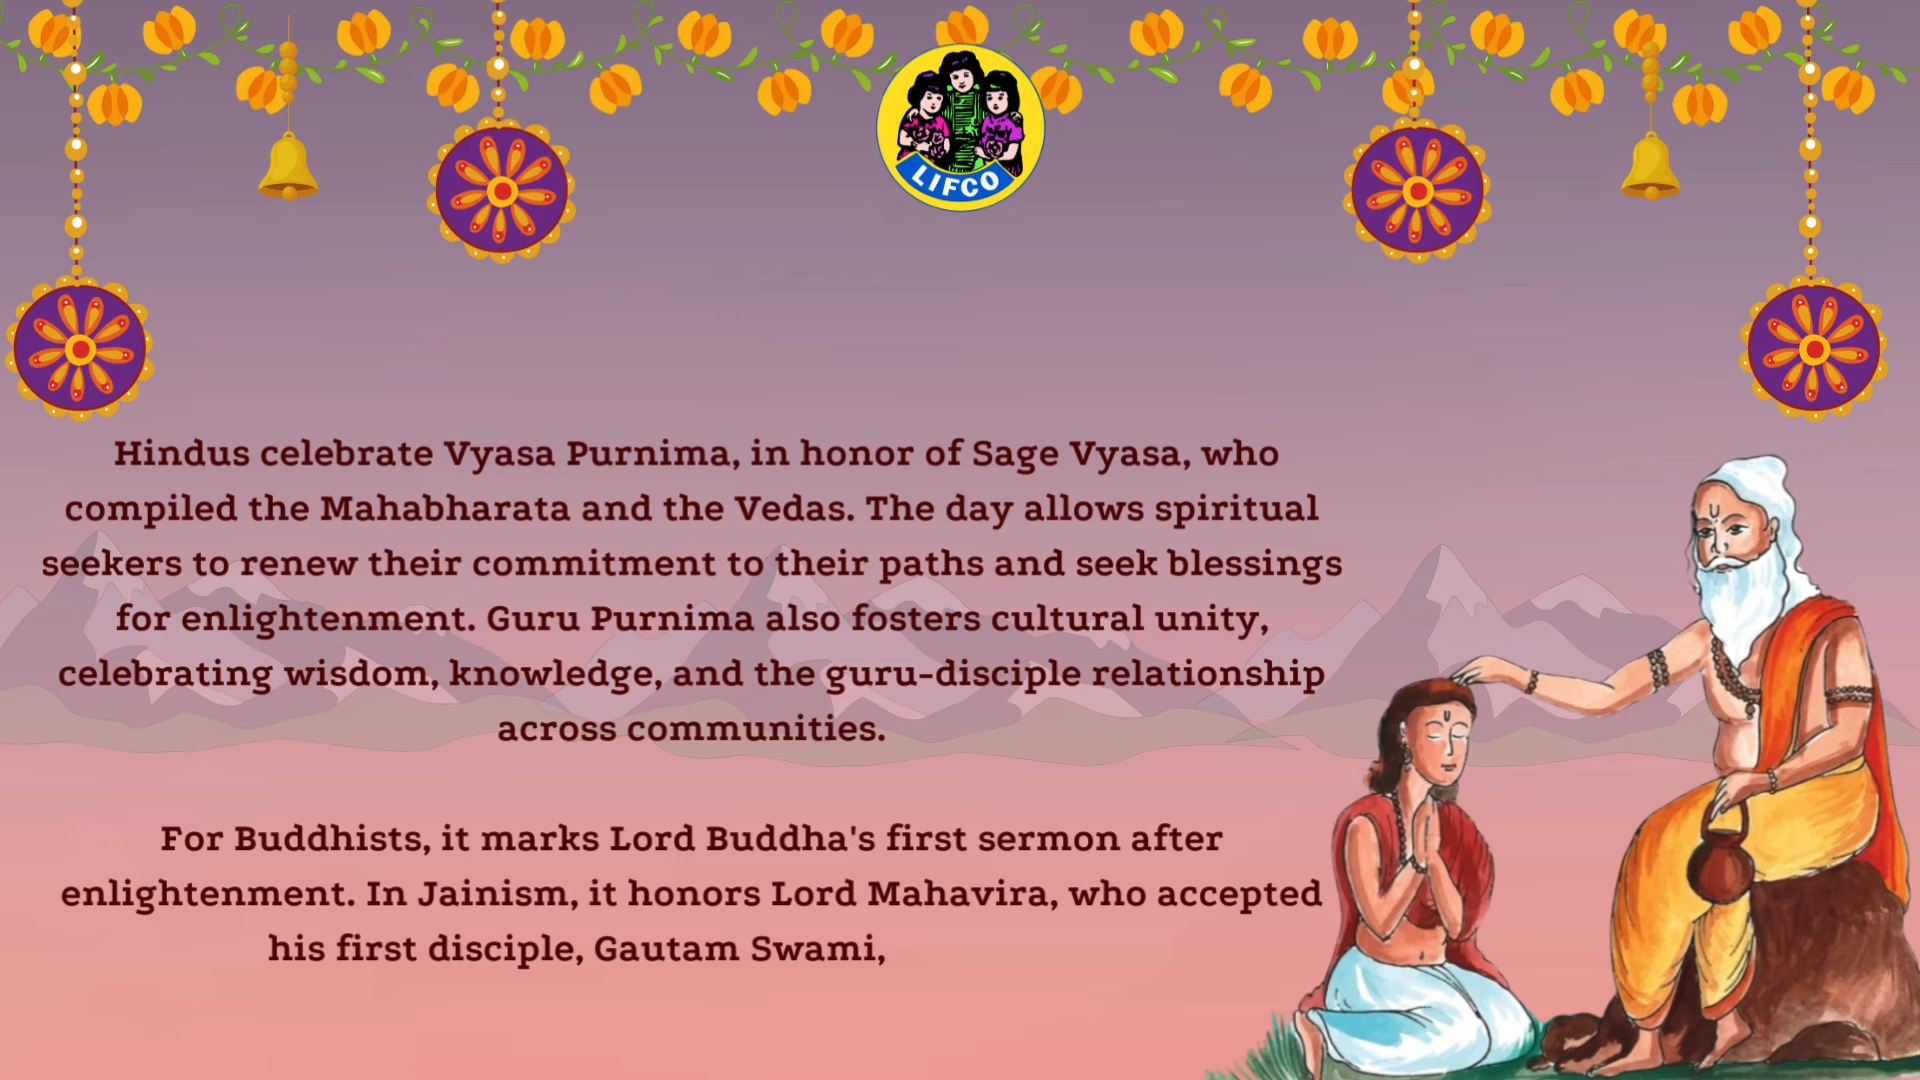 LIFCO
Hindus celebrate Vyasa Purnima, in honor of Sage Vyasa, who
compiled the Mahabharata and the Vedas. The day allows spiritual
seekers to renew their commitment to their paths and seek blessings
for enlightenment. Guru Purnima also fosters cultural unity,
celebrating wisdom, knowledge, and the guru-disciple relationship
across communities.
For Buddhists, it marks Lord Buddha's first sermon after
enlightenment. In Jainism, it honors Lord Mahavira, who accepted
his first disciple, Gautam Swami,